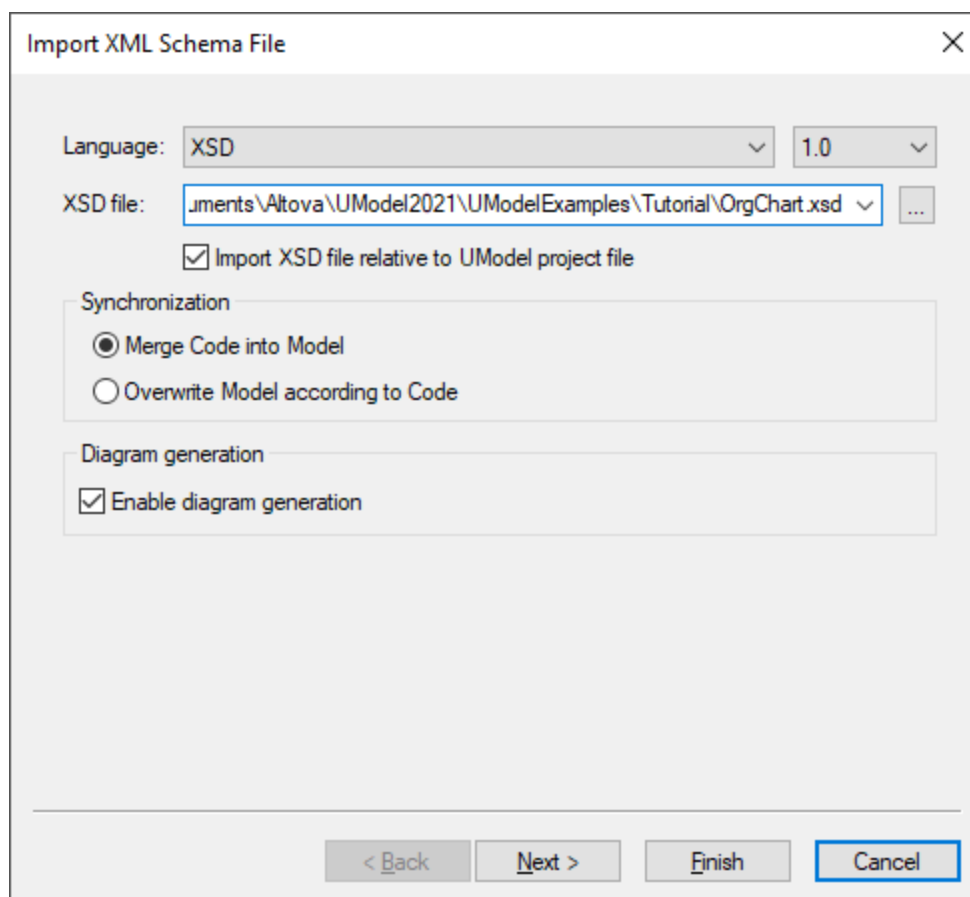 Import XML Schema File
Language: XSD 1.0
XSD file: uments\Altova\UModel2021\UModelExamples\Tutorial\OrgChart.xsd ...
Import XSD file relative to UModel project file
Synchronization
Merge Code into Model
Overwrite Model according to Code
Diagram generation
Enable diagram generation
< Back Next > Finish Cancel